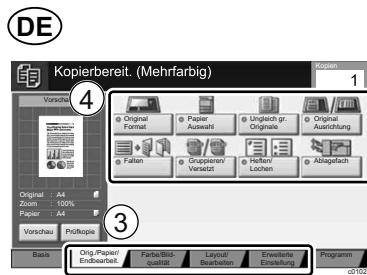 DE
Kopierbereit. (Mehrfarbig)
Kopien
1
Vorscha
4
Original
Format
Papier
Auswahl
Ungleich gr.
Originale
Original
Ausrichtung
Falten
Gruppieren/
Versetzt
Heften/
Lochen
Ablagefach
Original : A4
Zoom : 100%
Papier : A4
3
Vorschau
Prüfkopie
Basis
Orig./Papier/
Endbearbeit.
Farbe/Bild-
qualität
Layout/
Bearbeiten
Erweiterte
Einstellung
Programm
c0102